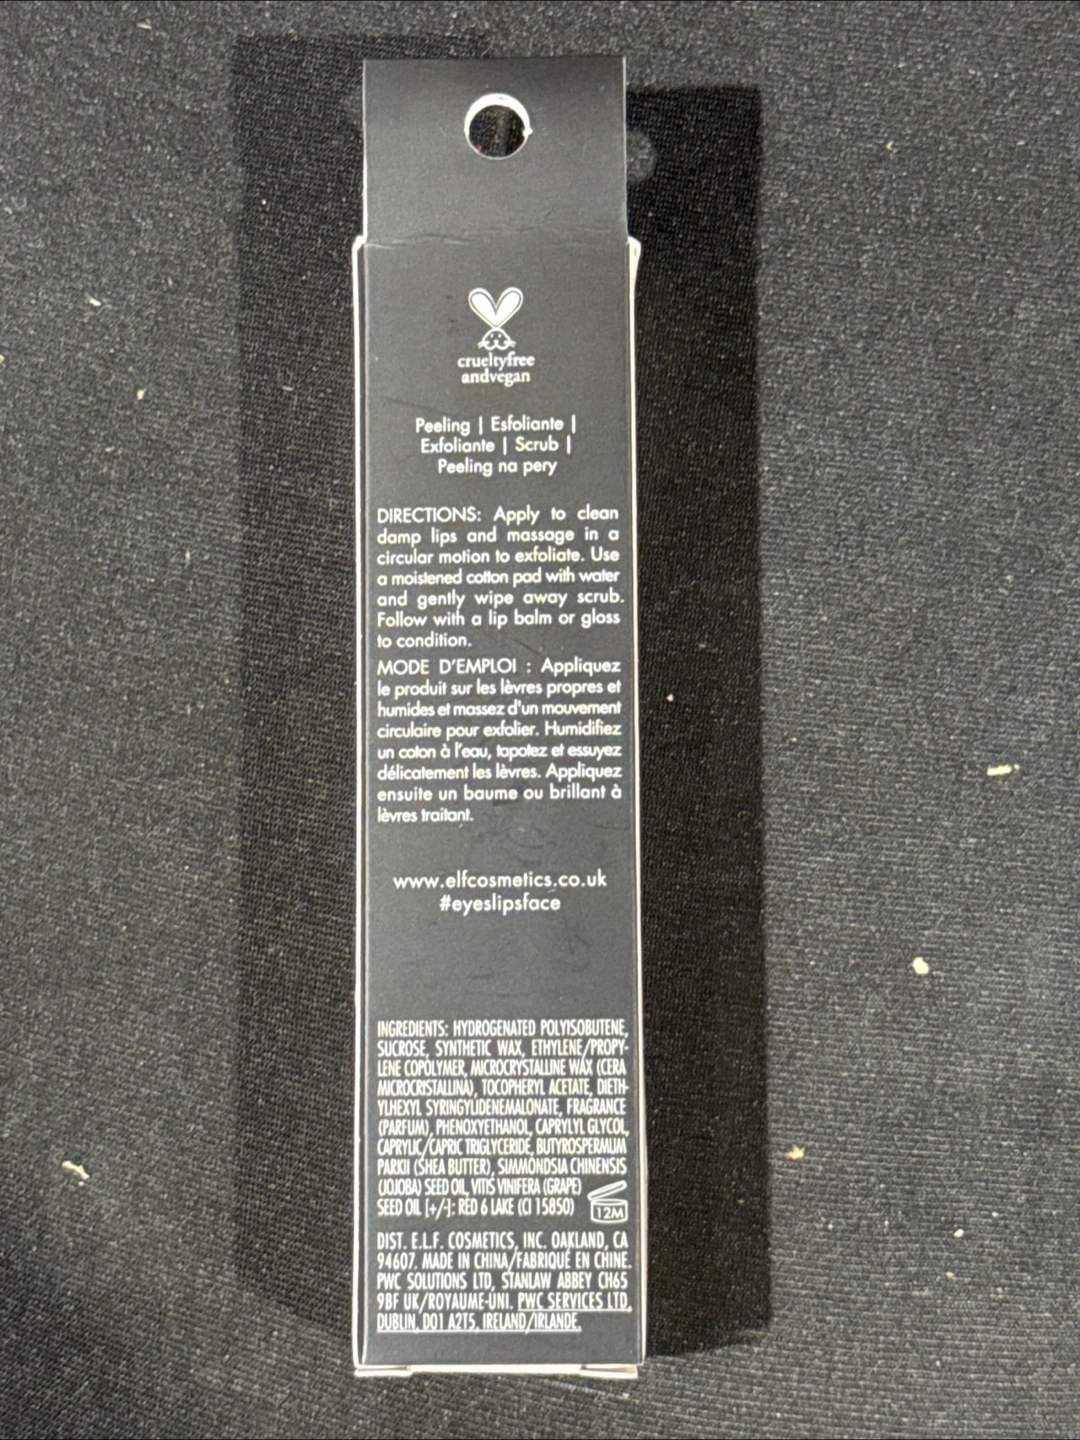 crueltyfree
andvegan
Peeling | Esfoliante |
Exfoliante | Scrub |
Peeling na pery
DIRECTIONS: Apply to clean
damp lips and massage in a
circular motion to exfoliate. Use
a moistened cotton pad with water
and gently wipe away scrub.
Follow with a lip balm or gloss
to condition.
MODE D'EMPLOI : Appliquez
le produit sur les lèvres propres et
humides et massez d'un mouvement
circulaire pour exfolier. Humidifiez
un coton à l'eau, tapotez et essuyez
délicatement les lèvres. Appliquez
ensuite un baume ou brillant à
lèvres traitant.
www.elfcosmetics.co.uk
#eyeslipsface
INGREDIENTS: HYDROGENATED POLYISOBUTENE,
SUCROSE, SYNTHETIC WAX, ETHYLENE/PROPY-
LENE COPOLYMER, MICROCRYSTALLINE WAX (CERA
MICROCRISTALLINA), TOCOPHERYL ACETATE, DIETH-
YLHEXYL SYRINGYLIDENEMALONATE, FRAGRANCE
(PARFUM), PHENOXYETHANOL, CAPRYLYL GLYCOL,
CAPRYLIC/CAPRIC TRIGLYCERIDE, BUTYROSPERMUM
PARKII (SHEA BUTTER), SIMMONDSIA CHINENSIS
(JOJOBA) SEED OIL, VITIS VINIFERA (GRAPE)
SEED OIL [+/-]: RED 6 LAKE (CI 15850)
12M
DIST. E.L.F. COSMETICS, INC. OAKLAND, CA
94607. MADE IN CHINA/FABRIQUÉ EN CHINE.
PWC SOLUTIONS LTD, STANLAW ABBEY CH65
9BF UK/ROYAUME-UNI. PWC SERVICES LTD,
DUBLIN, D01 A2T5, IRELAND/IRLANDE.